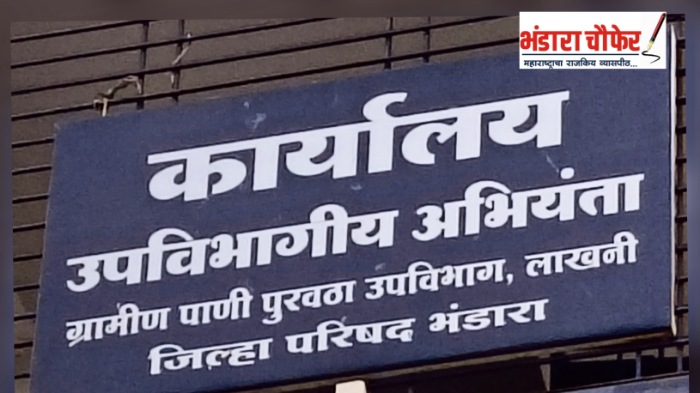 भंडारा चौफेर
महाराष्ट्राचा राजकिय व्यासपीठ...
कार्यालय
उपविभागीय अभियंता
ग्रामीण पाणी पुरवठा उपविभाग, लाखनी
जिल्हा परिषद भंडारा